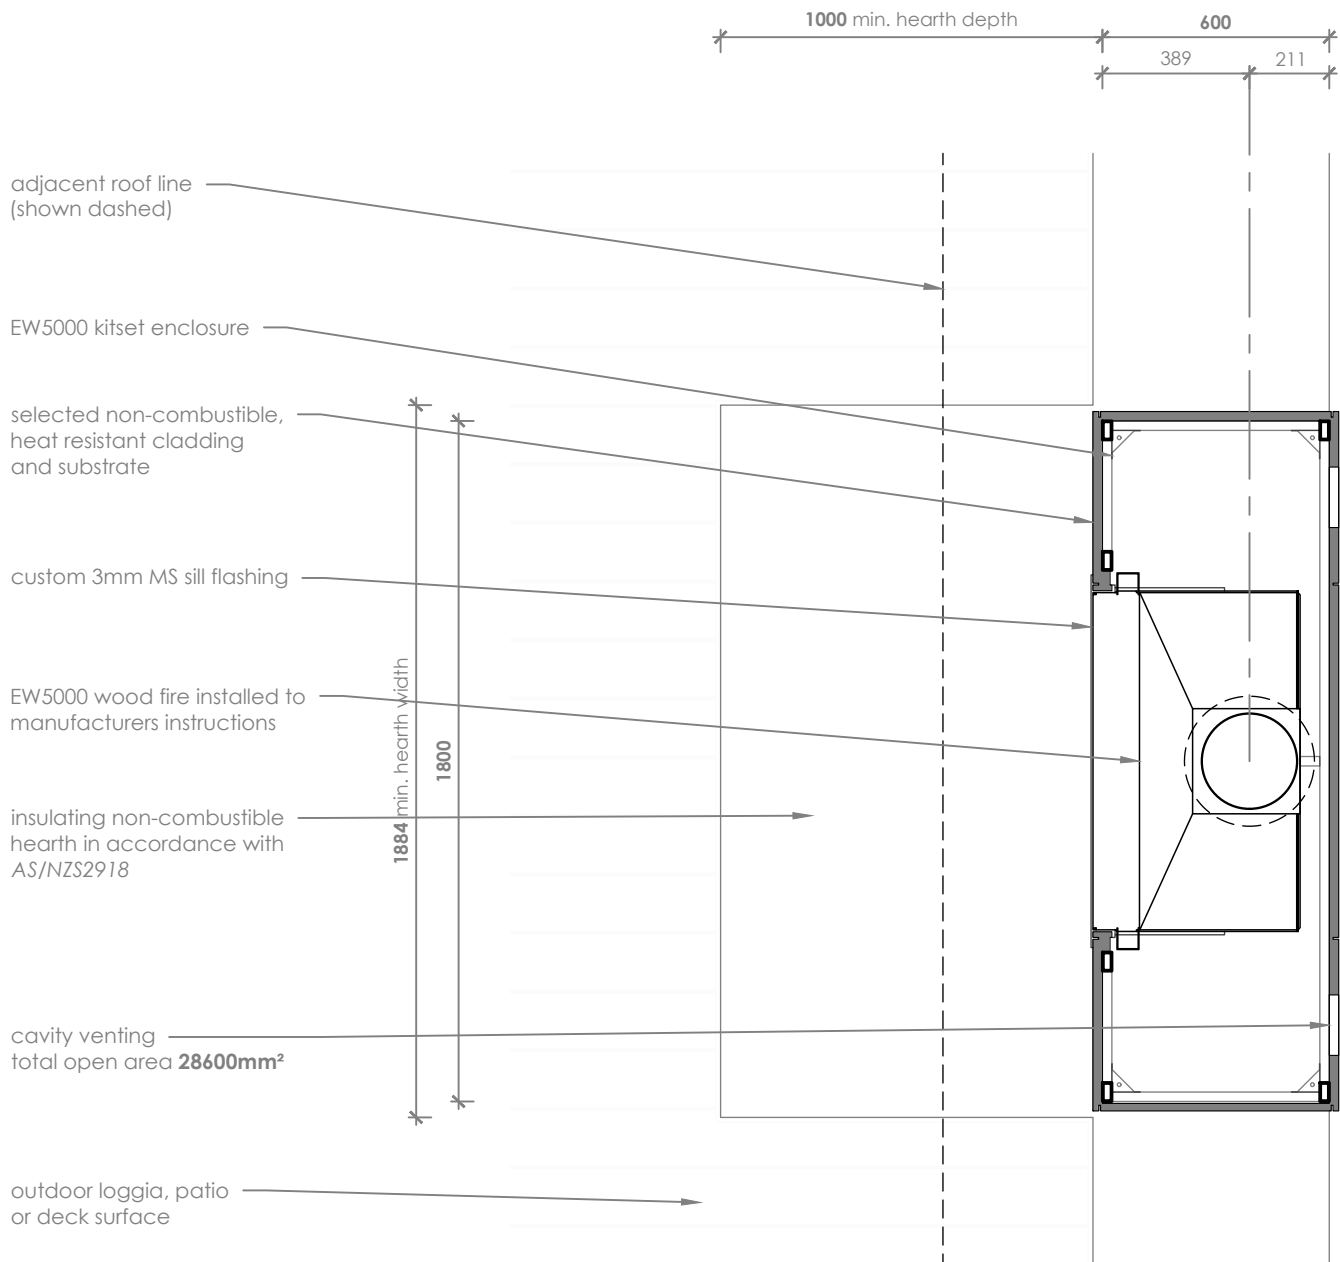 1000 min. hearth depth
600
389
211
adjacent roof line
(shown dashed)
EW5000 kitset enclosure
selected non-combustible,
heat resistant cladding
and substrate
custom 3mm MS sill flashing
EW5000 wood fire installed to
manufacturers instructions
1884 min. hearth width
1800
insulating non-combustible
hearth in accordance with
AS/NZS2918
cavity venting
total open area 28600mm²
outdoor loggia, patio
or deck surface